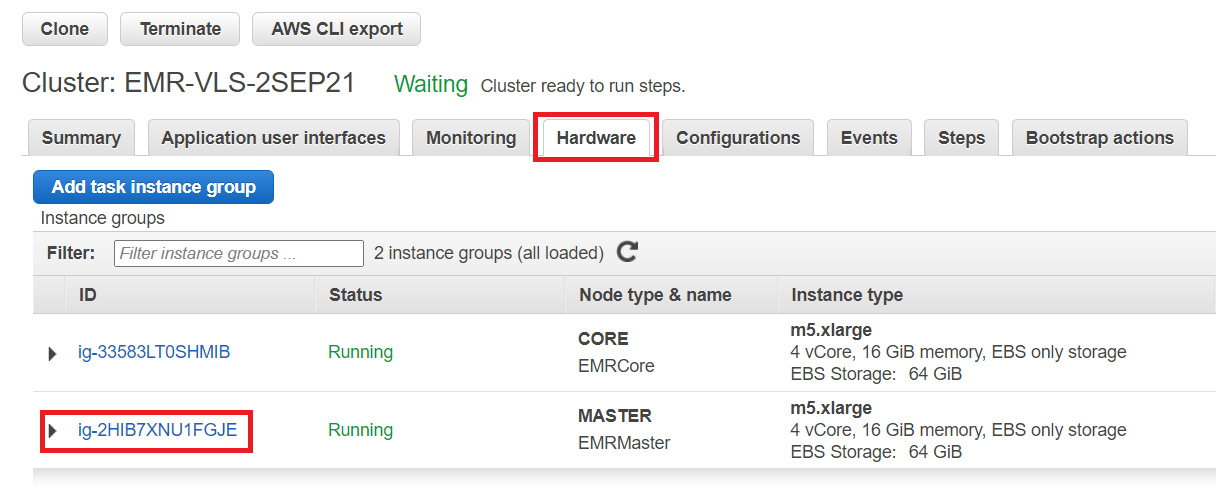 Clone Terminate AWS CLI export
Cluster: EMR-VLS-2SEP21 Waiting Cluster ready to run steps.
Summary Application user interfaces Monitoring Hardware Configurations Events Steps Bootstrap actions
Add task instance group
Instance groups
Filter: Filter instance groups ... 2 instance groups (all loaded)
ID Status Node type & name Instance type
ig-33583LT0SHMIB Running CORE m5.xlarge
EMRCore 4 vCore, 16 GiB memory, EBS only storage
EBS Storage: 64 GiB
ig-2HIB7XNU1FGJE Running MASTER m5.xlarge
EMRMaster 4 vCore, 16 GiB memory, EBS only storage
EBS Storage: 64 GiB